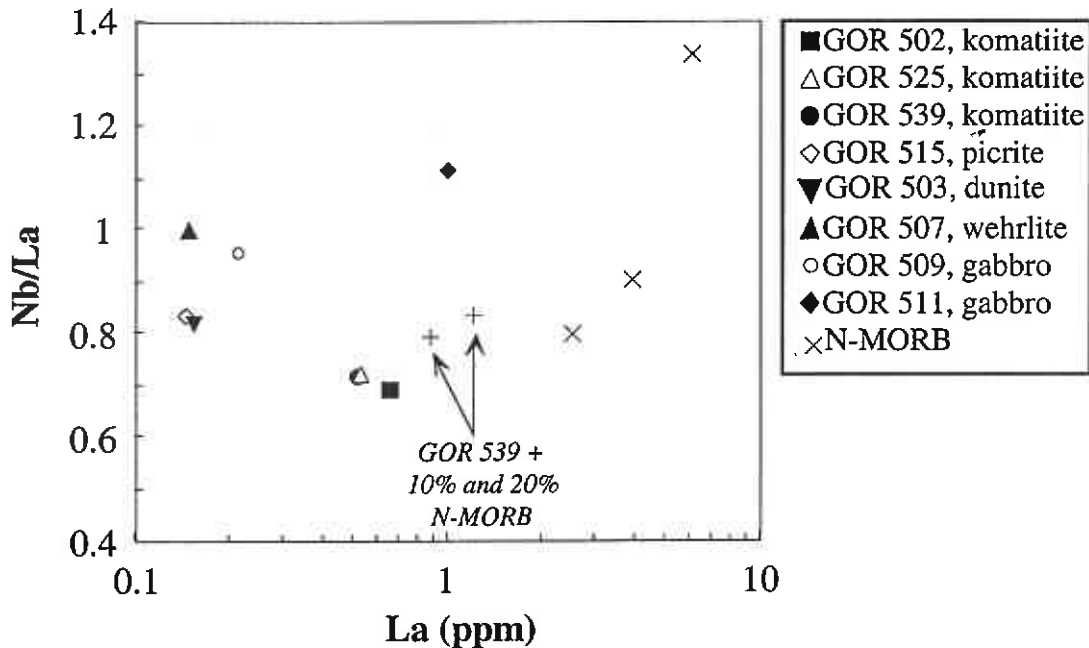 1.4
1.2
1
0.8
0.6
0.4
Nb/La
0.1
1
10
La (ppm)
GOR 539 +
10% and 20%
N-MORB
GOR 502, komatiite
GOR 525, komatiite
GOR 539, komatiite
GOR 515, picrite
GOR 503, dunite
GOR 507, wehrlite
GOR 509, gabbro
GOR 511, gabbro
N-MORB